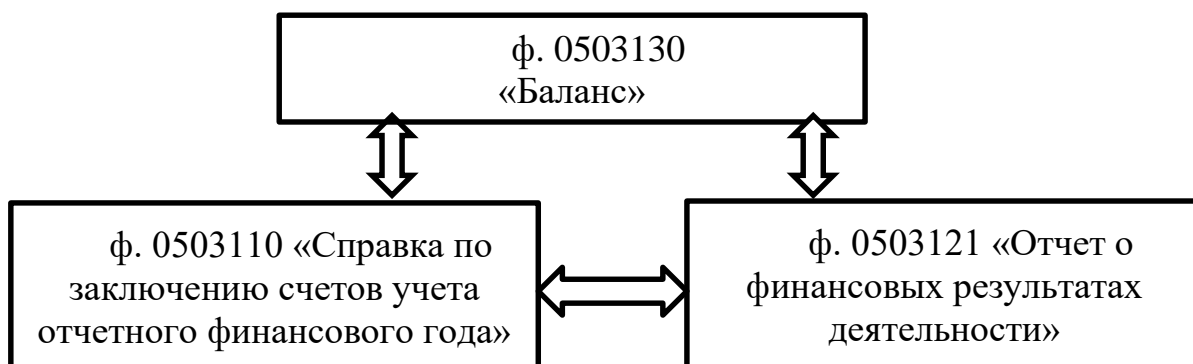 ф. 0503130
«Баланс»
ф. 0503110 «Справка по
заключению счетов учета
отчетного финансового года»
ф. 0503121 «Отчет о
финансовых результатах
деятельности»